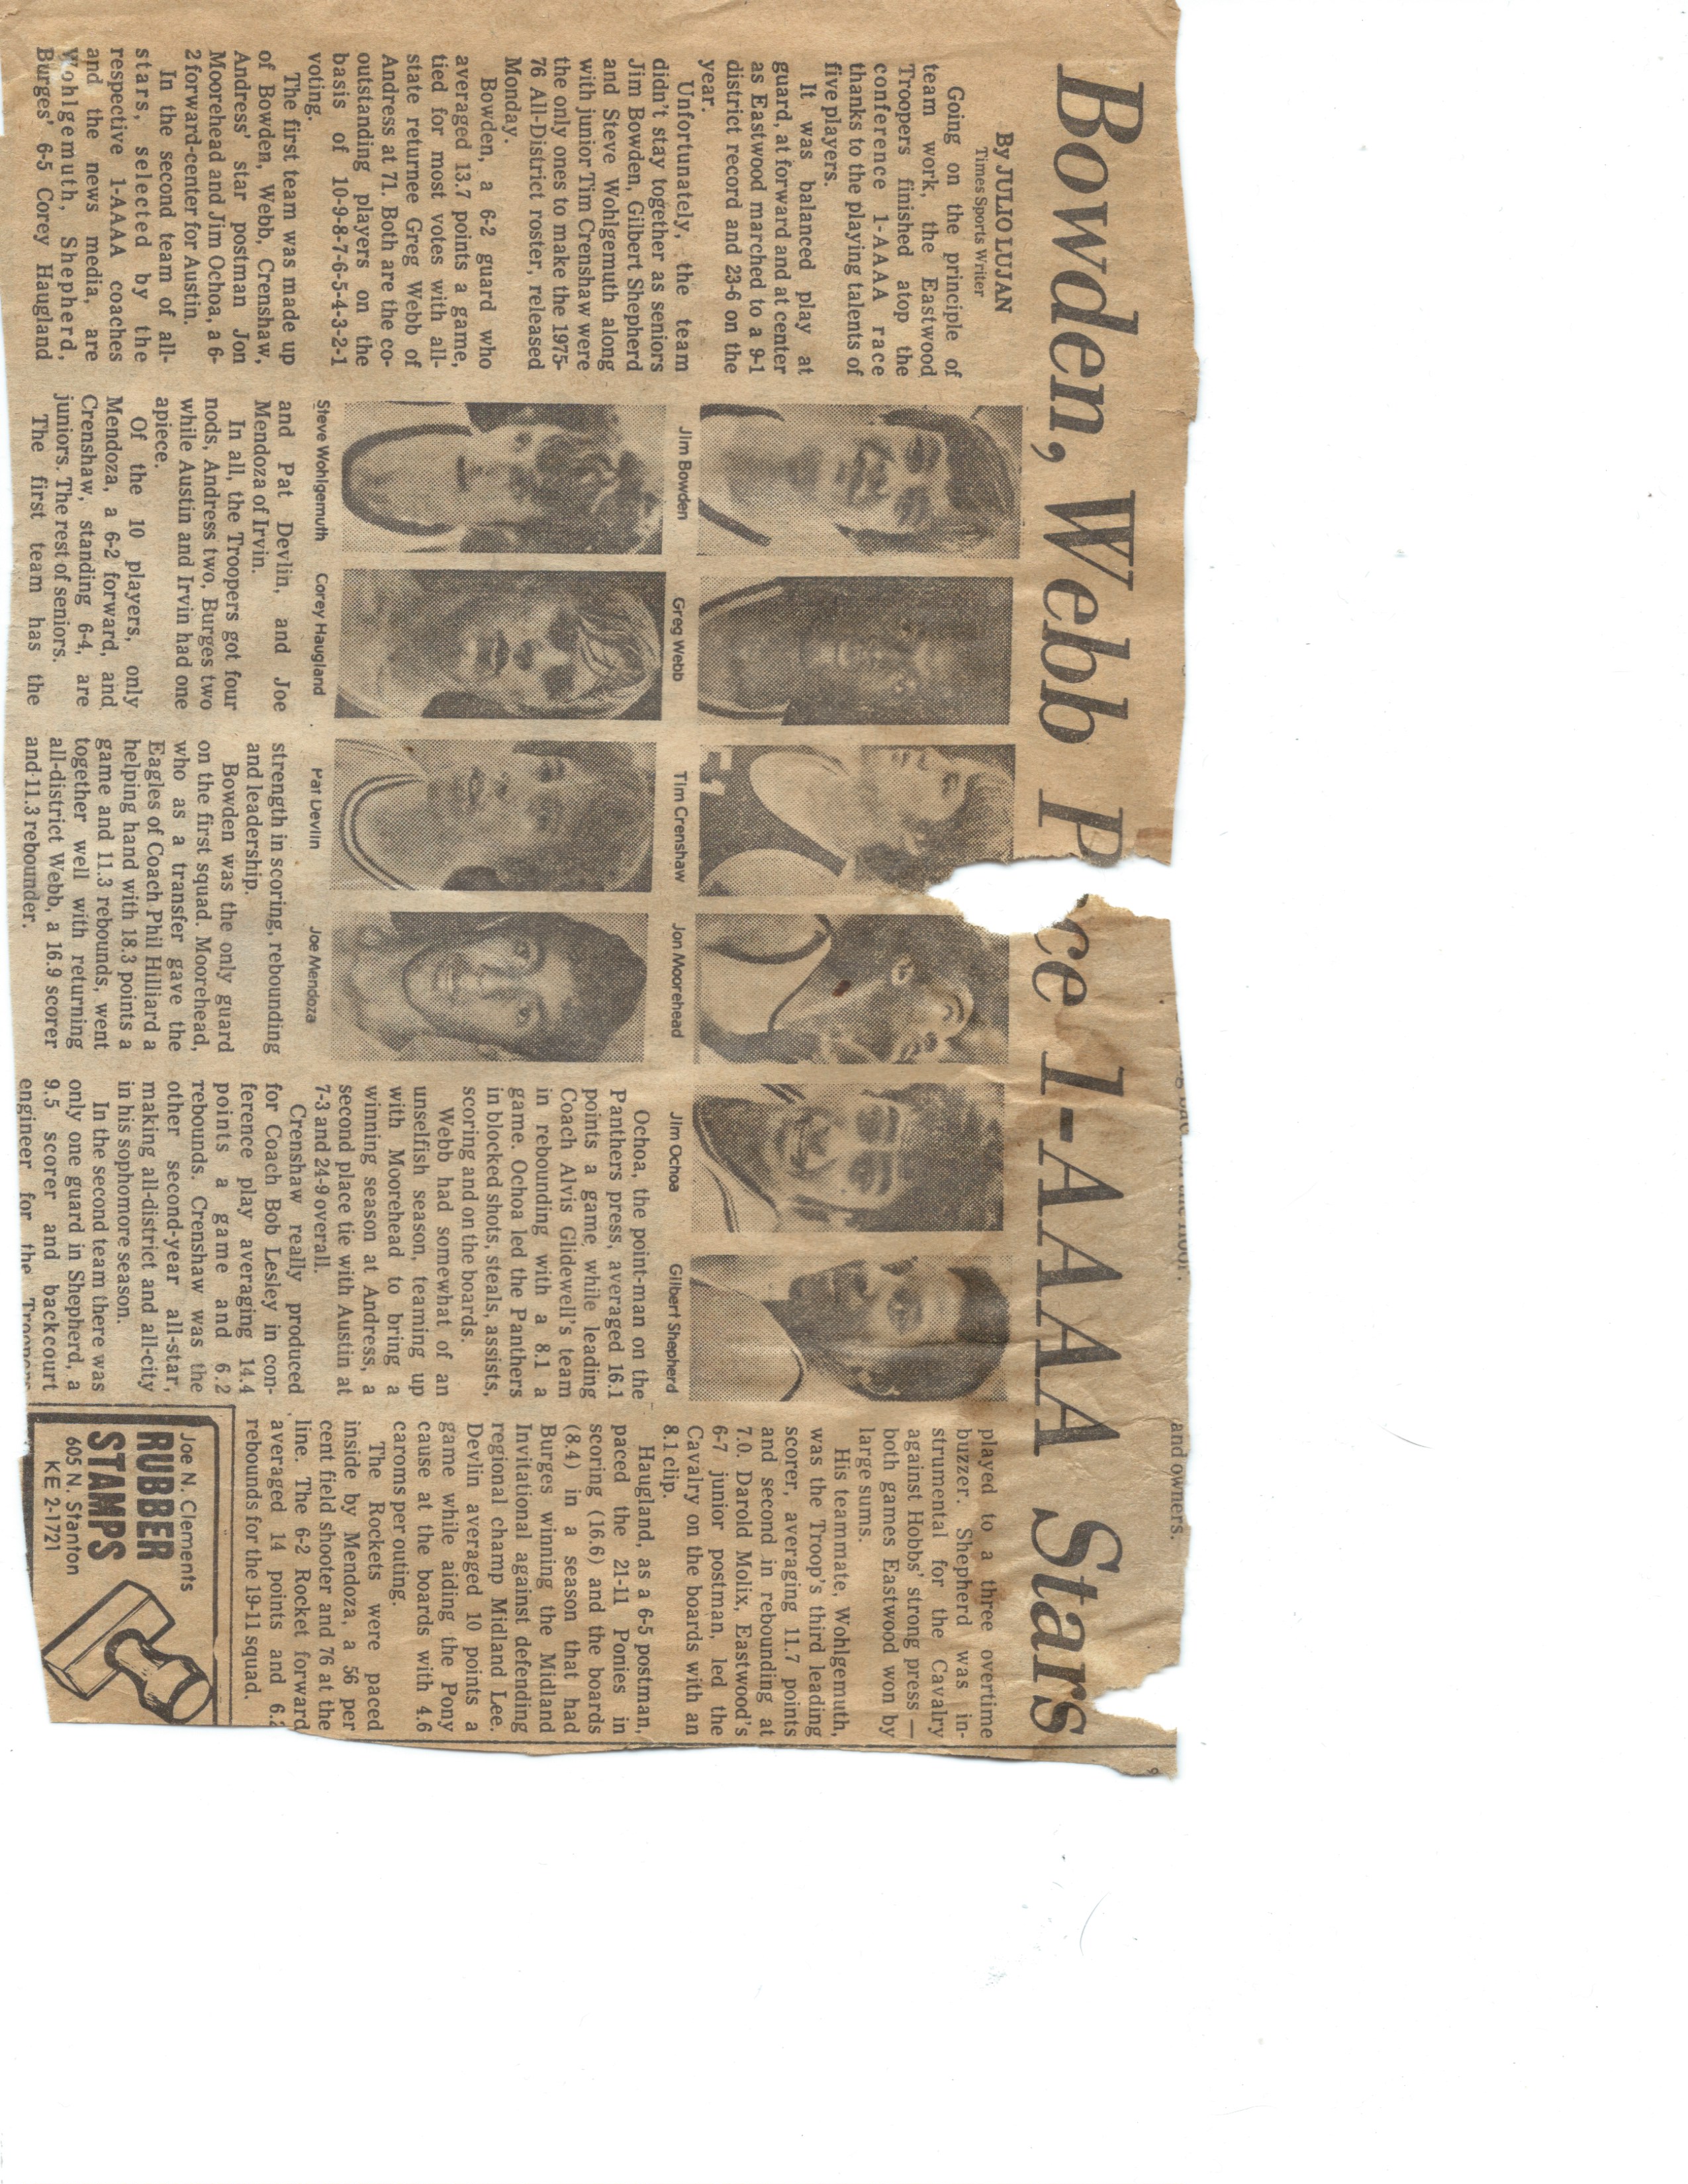 and owners.
Bowden, Webb P ce 1-AAAA Stars
By JULIO LUJAN
Times Sports Writer
Going on the principle of
team work, the Eastwood
Troopers finished atop the
conference 1-AAAA race
thanks to the playing talents of
five players.
It was balanced play at
guard, at forward and at center
as Eastwood marched to a 9-1
district record and 23-6 on the
year.
Unfortunately, the team
didn't stay together as seniors
Jim Bowden, Gilbert Shepherd
and Steve Wohlgemuth along
with junior Tim Crenshaw were
the only ones to make the 1975-
76 All-District roster, released
Monday.
Bowden, a 6-2 guard who
averaged 13.7 points a game,
tied for most votes with all-
state returnee Greg Webb of
Andress at 71. Both are the co-
outstanding players on the
basis of 10-9-8-7-6-5-4-3-2-1
voting.
The first team was made up
of Bowden, Webb, Crenshaw,
Andress' star postman Jon
Moorehead and Jim Ochoa, a 6-
2 forward-center for Austin.
In the second team of all-
stars, selected by the
respective 1-AAAA coaches
and the news media, are
Wohlgemuth, Shepherd,
Burges' 6-5 Corey Haugland
Jim Bowden
Greg Webb
Tim Crenshaw
Jon Moorehead
Jim Ochoa
Gilbert Shepherd
Steve Wohlgemuth
Corey Haugland
Pat Devlin
Joe Mendoza
and Pat Devlin, and Joe
Mendoza of Irvin.
In all, the Troopers got four
nods, Andress two, Burges two
while Austin and Irvin had one
apiece.
Of the 10 players, only
Mendoza, a 6-2 forward, and
Crenshaw, standing 6-4, are
juniors. The rest of seniors.
The first team has the
strength in scoring, rebounding
and leadership.
Bowden was the only guard
on the first squad. Moorehead,
who as a transfer gave the
Eagles of Coach Phil Hilliard a
helping hand with 18.3 points a
game and 11.3 rebounds, went
together well with returning
all-district Webb, a 16.9 scorer
and 11.3 rebounder.
Ochoa, the point-man on the
Panthers press, averaged 16.1
points a game while leading
Coach Alvis Glidewell's team
in rebounding with a 8.1 a
game. Ochoa led the Panthers
in blocked shots, steals, assists,
scoring and on the boards.
Webb had somewhat of an
unselfish season, teaming up
with Moorehead to bring a
winning season at Andress, a
second place tie with Austin at
7-3 and 24-9 overall.
Crenshaw really produced
for Coach Bob Lesley in con-
ference play averaging 14.4
points a game and 6.2
rebounds. Crenshaw was the
other second-year all-star,
making all-district and all-city
in his sophomore season.
In the second team there was
only one guard in Shepherd, a
9.5 scorer and backcourt
engineer for the Troopers
played to a three overtime
buzzer. Shepherd was in-
strumental for the Cavalry
against Hobbs' strong press —
both games Eastwood won by
large sums.
His teammate, Wohlgemuth,
was the Troop's third leading
scorer, averaging 11.7 points
and second in rebounding at
7.0. Darold Molix, Eastwood's
6-7 junior postman, led the
Cavalry on the boards with an
8.1 clip.
Haugland, as a 6-5 postman,
paced the 21-11 Ponies in
scoring (16.6) and the boards
(8.4) in a season that had
Burges winning the Midland
Invitational against defending
regional champ Midland Lee.
Devlin averaged 10 points a
game while aiding the Pony
cause at the boards with 4.6
caroms per outing.
The Rockets were paced
inside by Mendoza, a 56 per
cent field shooter and 76 at the
line. The 6-2 Rocket forward
averaged 14 points and 6.2
rebounds for the 19-11 squad.
Joe N. Clements
RUBBER
STAMPS
605 N. Stanton
KE 2-1721